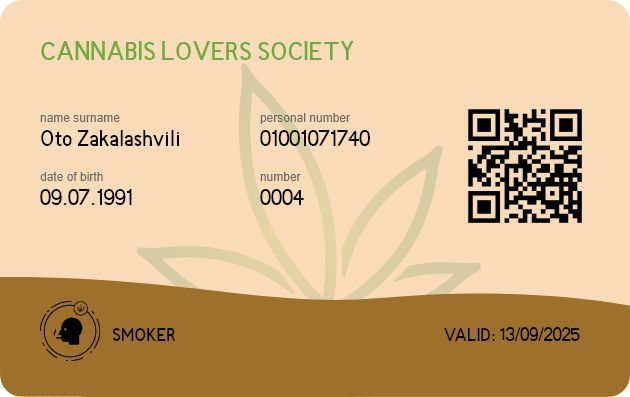 CANNABIS LOVERS SOCIETY
name surname
Oto Zakalashvili
personal number
01001071740
date of birth
09.07.1991
number
0004
SMOKER
VALID: 13/09/2025